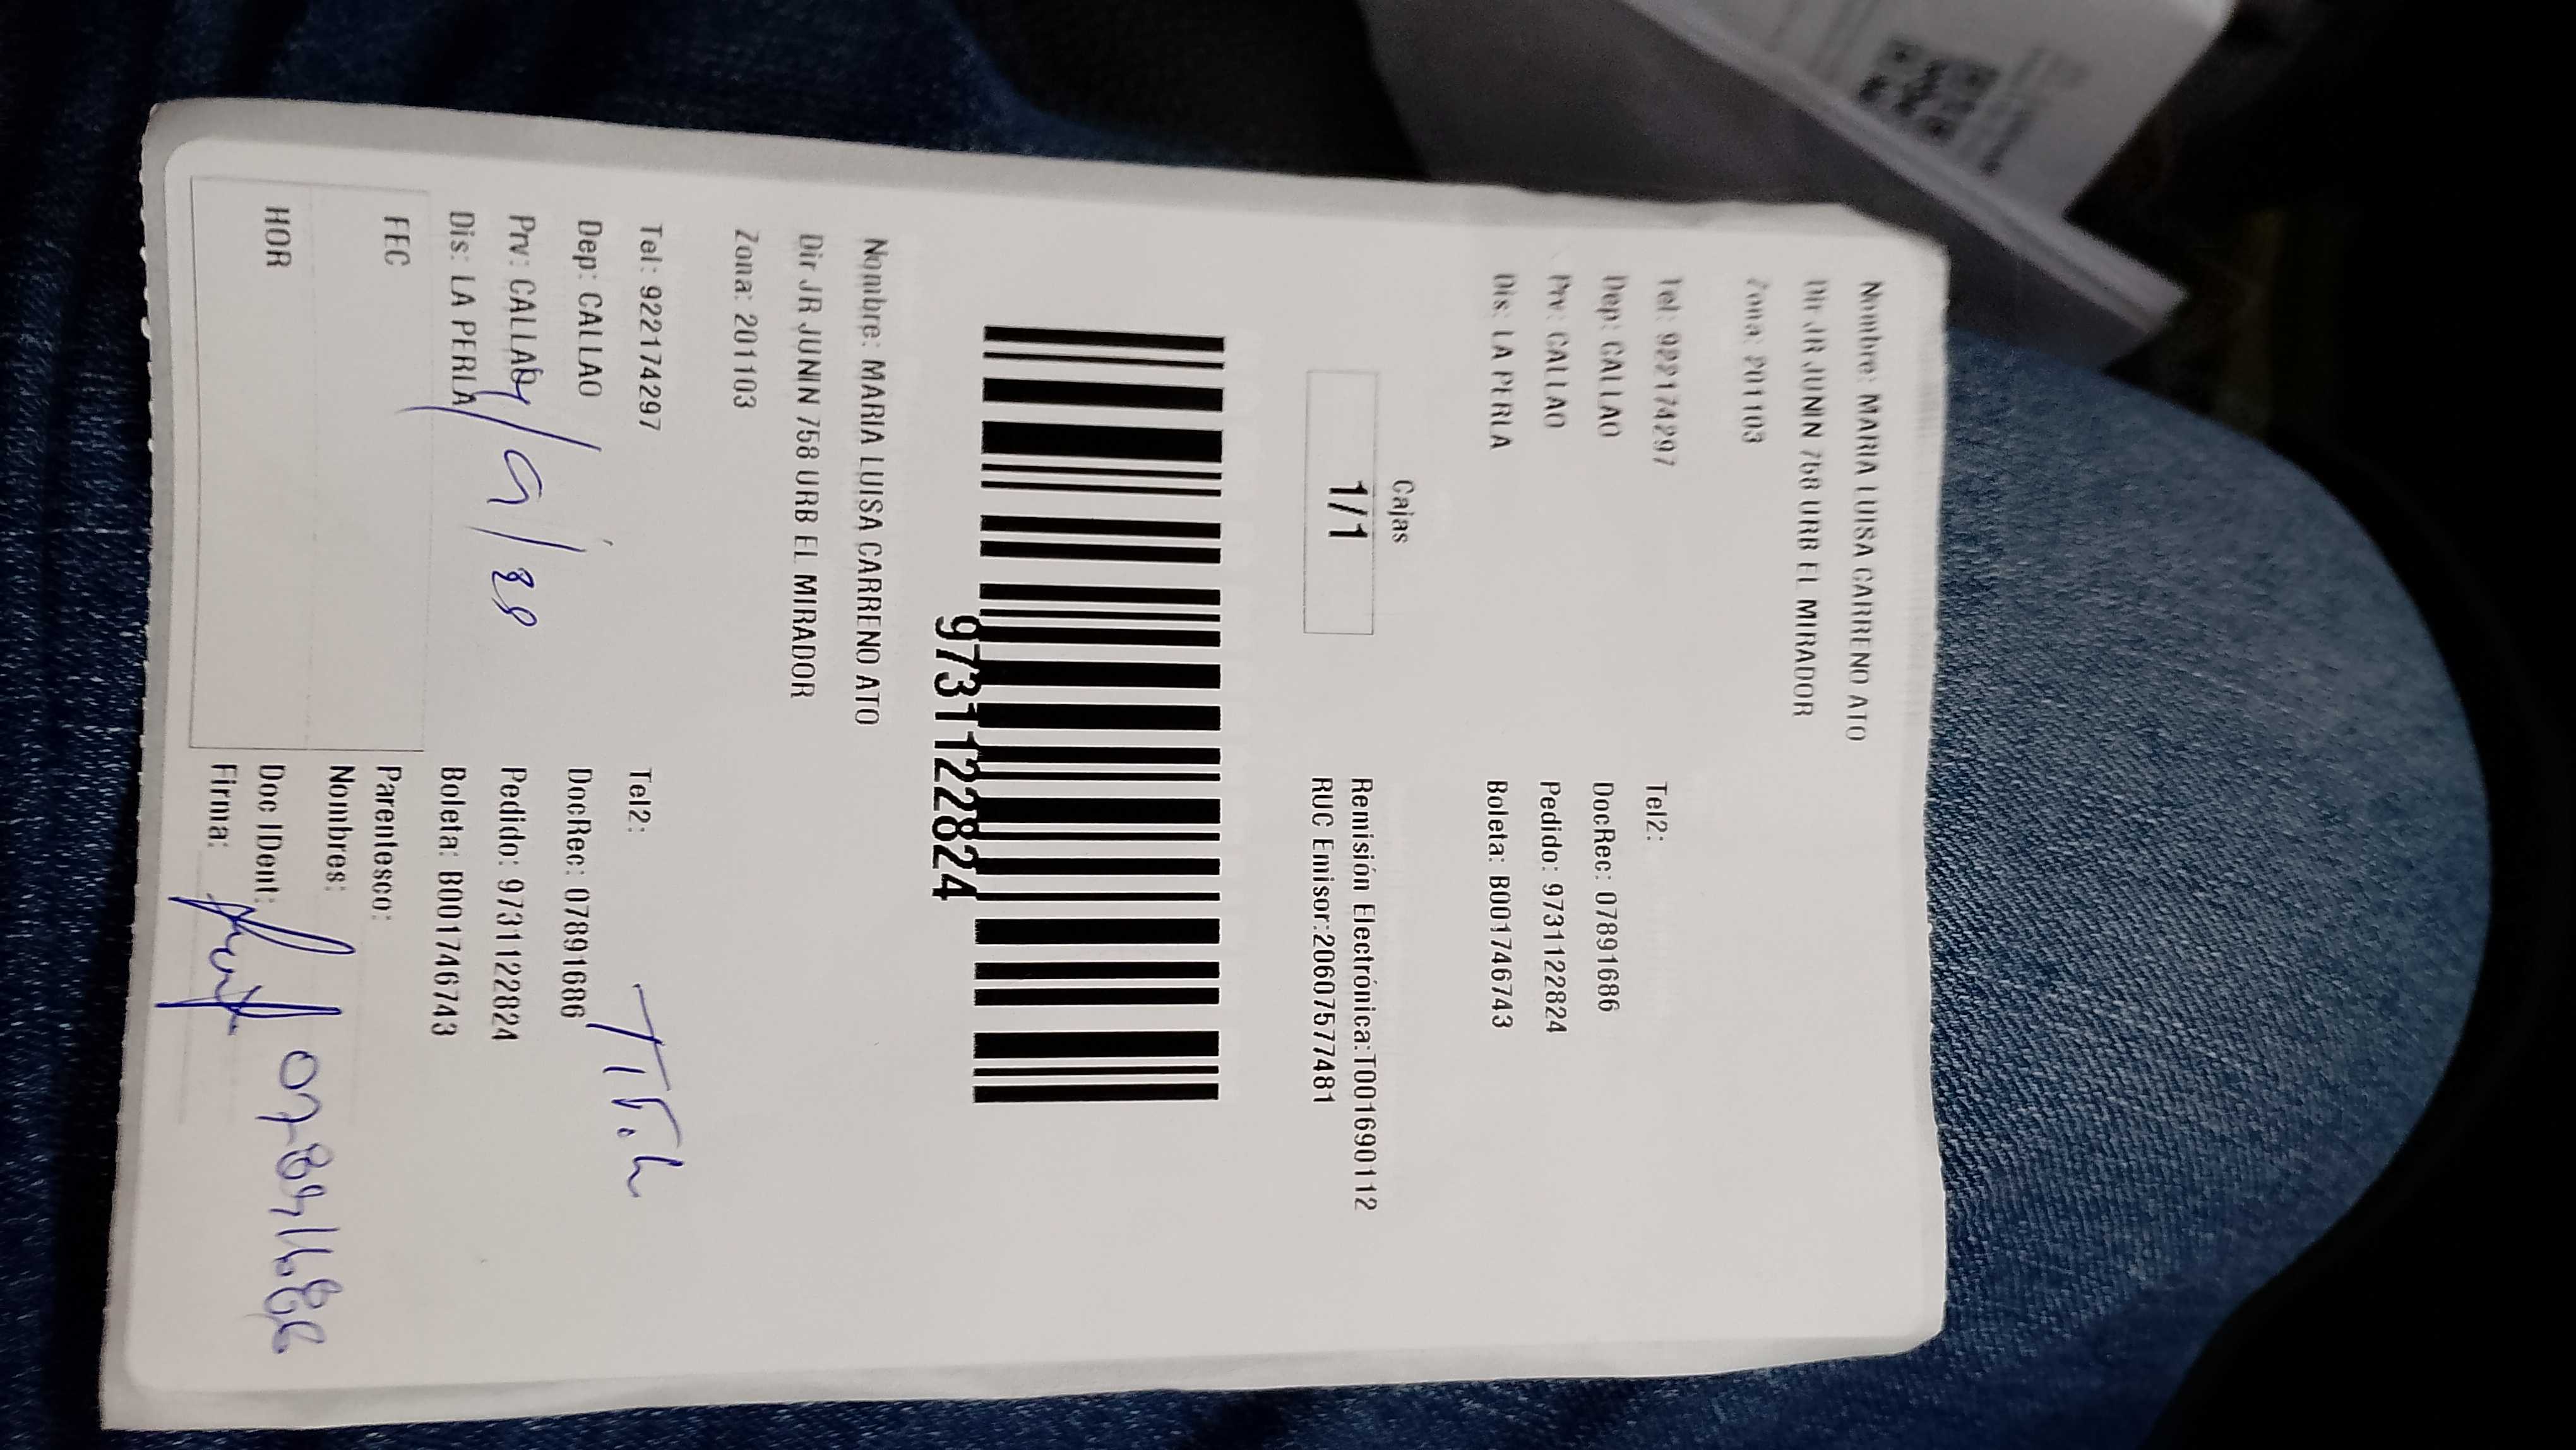 Nombre: MARIA LUISA CARRENO ATO
Dir JR JUNIN 758 URB EL MIRADOR
Zona: 201103
Tel: 922174297 Tel2:
Dep: CALLAO DocRec: 07891686
Prv: CALLAO Pedido: 9731122824
Dis: LA PERLA Boleta: B001746743
Cajas
1/1
Remisión Electrónica:T001690112
RUC Emisor:20607577481
9731122824
Nombre: MARIA LUISA CARRENO ATO
Dir JR JUNIN 758 URB EL MIRADOR
Zona: 201103
Tel: 922174297 Tel2:
Dep: CALLAO DocRec: 07891686
Prv: CALLAO Pedido: 9731122824
Dis: LA PERLA Boleta: B001746743
FEC
HOR
Parentesco:
Nombres:
Doc IDent: 07891686
Firma: